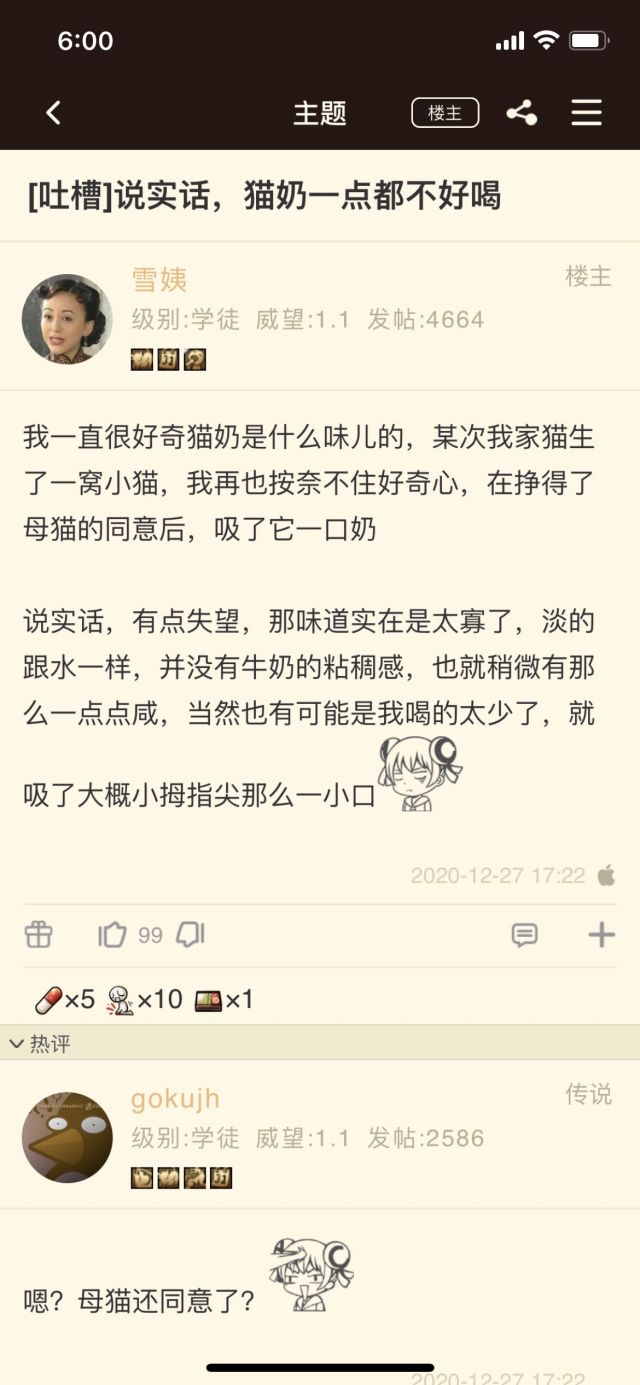 6:00
主题
楼主
[吐槽]说实话，猫奶一点都不好喝
雪姨
楼主
级别:学徒 威望:1.1 发帖:4664
我一直很好奇猫奶是什么味儿的，某次我家猫生
了一窝小猫，我再也按奈不住好奇心，在挣得了
母猫的同意后，吸了它一口奶
说实话，有点失望，那味道实在是太寡了，淡的
跟水一样，并没有牛奶的粘稠感，也就稍微有那
么一点点咸，当然也有可能是我喝的太少了，就
吸了大概小拇指尖那么一小口
2020-12-27 17:22
99
×5 ×10 ×1
热评
gokujh
传说
级别:学徒 威望:1.1 发帖:2586
嗯？母猫还同意了？
2020-12-27 17:22